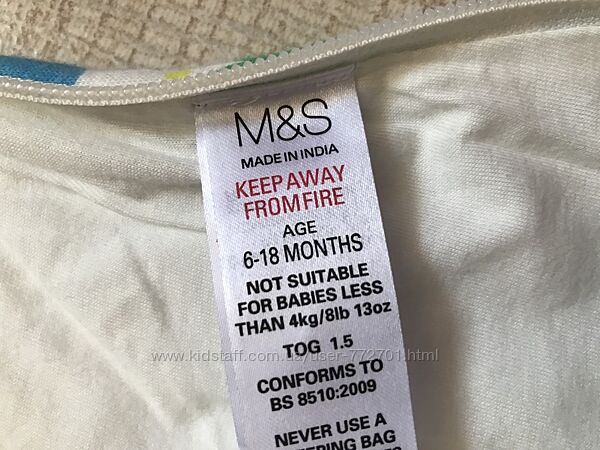 M&S
MADE IN INDIA
KEEP AWAY
FROM FIRE
AGE
6-18 MONTHS
NOT SUITABLE
FOR BABIES LESS
THAN 4kg/8lb 13oz
TOG 1.5
www.kidstaff.com.ua/user-772701.html
CONFORMS TO
BS 8510:2009
NEVER USE A
BAG